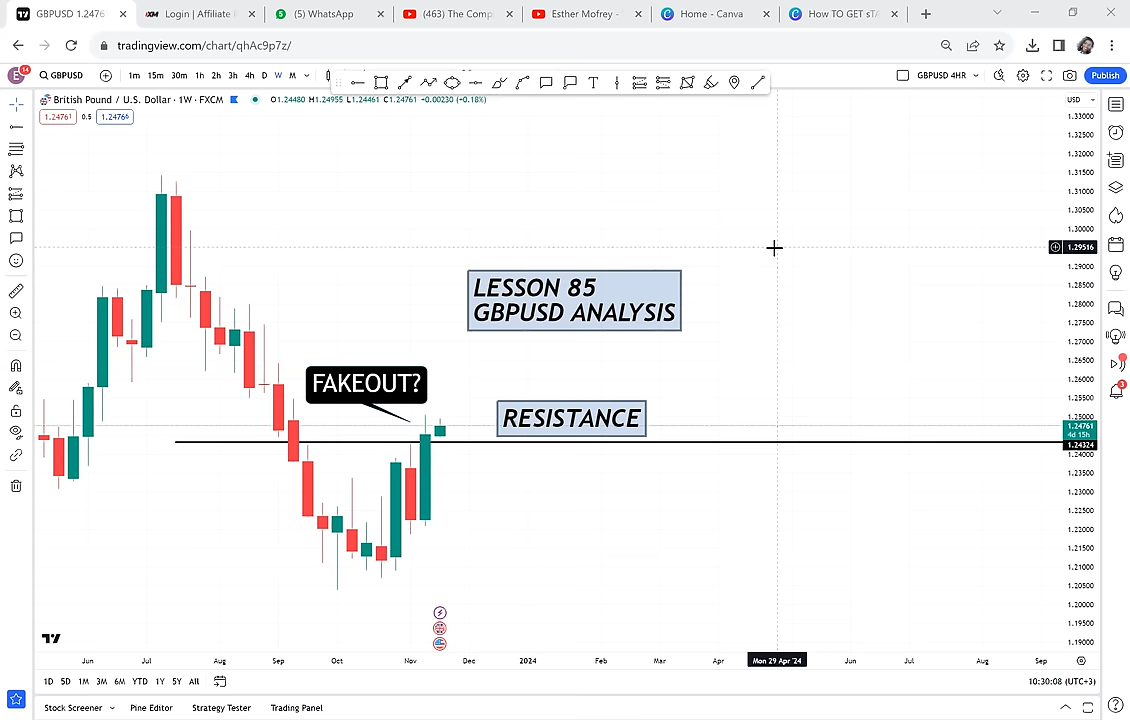 GBPUSD 1.2476
Login | Affiliate
(5) WhatsApp
(463) The Comp
Esther Mofrey -
Home - Canva
How TO GET sTA
tradingview.com/chart/qhAc9p7z/
E
14
GBPUSD
1m 15m 30m 1h 2h 3h 4h D W M
GBPUSD 4HR
Publish
British Pound / U.S. Dollar · 1W · FXCM
O1.24480 H1.24955 L1.24461 C1.24761 +0.00230 (+0.18%)
USD
1.24761
0.5
1.24766
1.33000
1.32500
1.32000
1.31500
1.31000
1.30500
1.30000
1.29516
1.29000
1.28500
1.28000
1.27500
1.27000
1.26500
1.26000
1.25500
1.25000
1.24761
4d 15h
1.24324
1.24000
1.23500
1.23000
1.22500
1.22000
1.21500
1.21000
1.20500
1.20000
1.19500
1.19000
LESSON 85
GBPUSD ANALYSIS
FAKEOUT?
RESISTANCE
3
Jun Jul Aug Sep Oct Nov Dec 2024 Feb Mar Apr Mon 29 Apr '24 Jun Jul Aug Sep
1D 5D 1M 3M 6M YTD 1Y 5Y All
10:30:08 (UTC+3)
Stock Screener
Pine Editor
Strategy Tester
Trading Panel